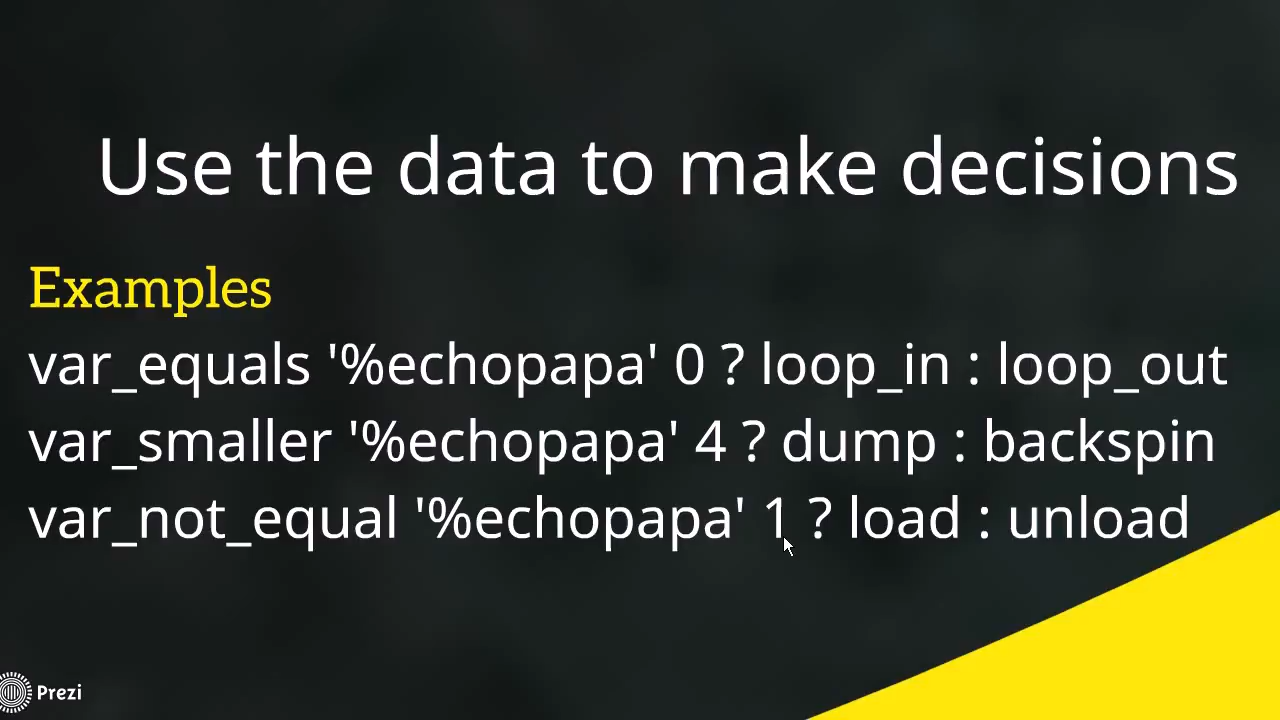 Use the data to make decisions
Examples
var_equals '%echopapa' 0 ? loop_in : loop_out
var_smaller '%echopapa' 4 ? dump : backspin
var_not_equal '%echopapa' 1 ? load : unload
Prezi